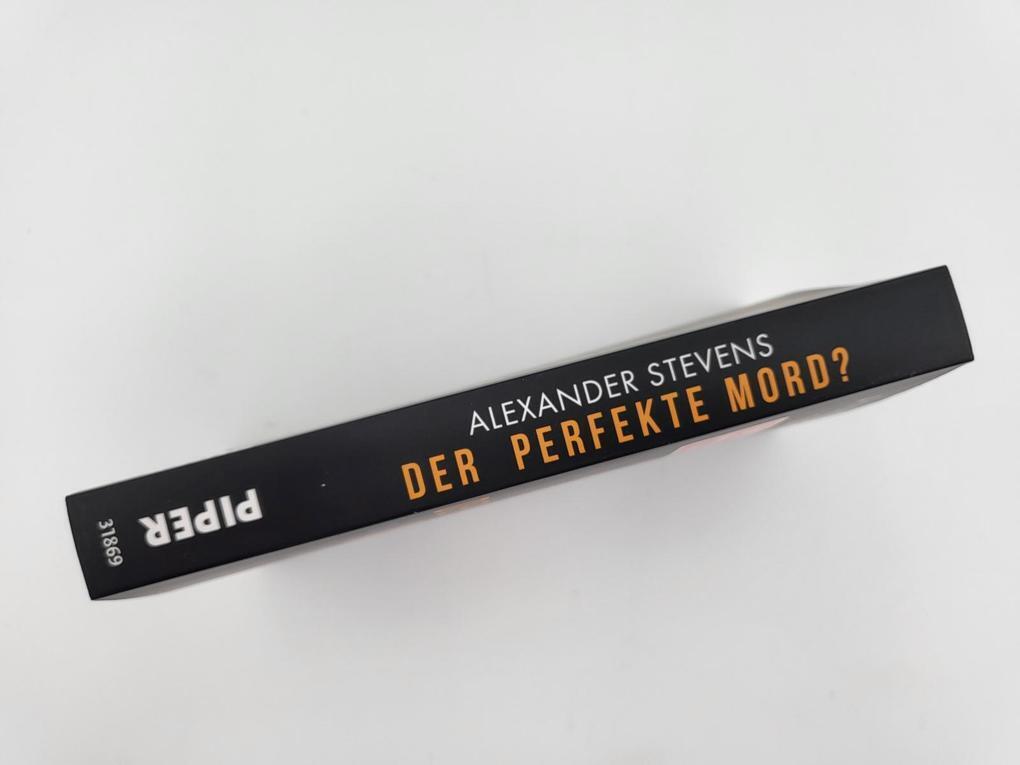 ALEXANDER STEVENS
DER PERFEKTE MORD?
PIPER
31869